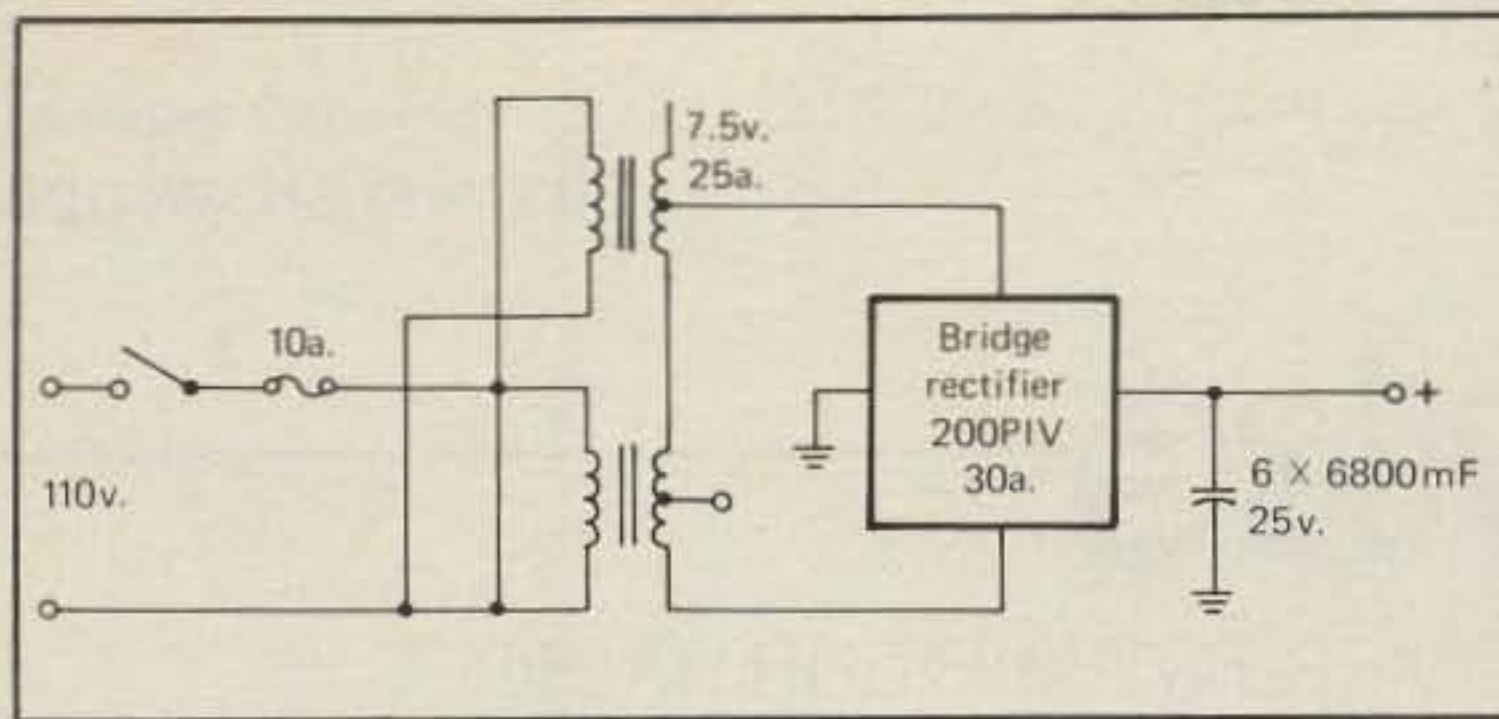 7.5v.
25a.
10a.
110v.
Bridge
rectifier
200PIV
30a.
+
6 X 6800mF
25v.